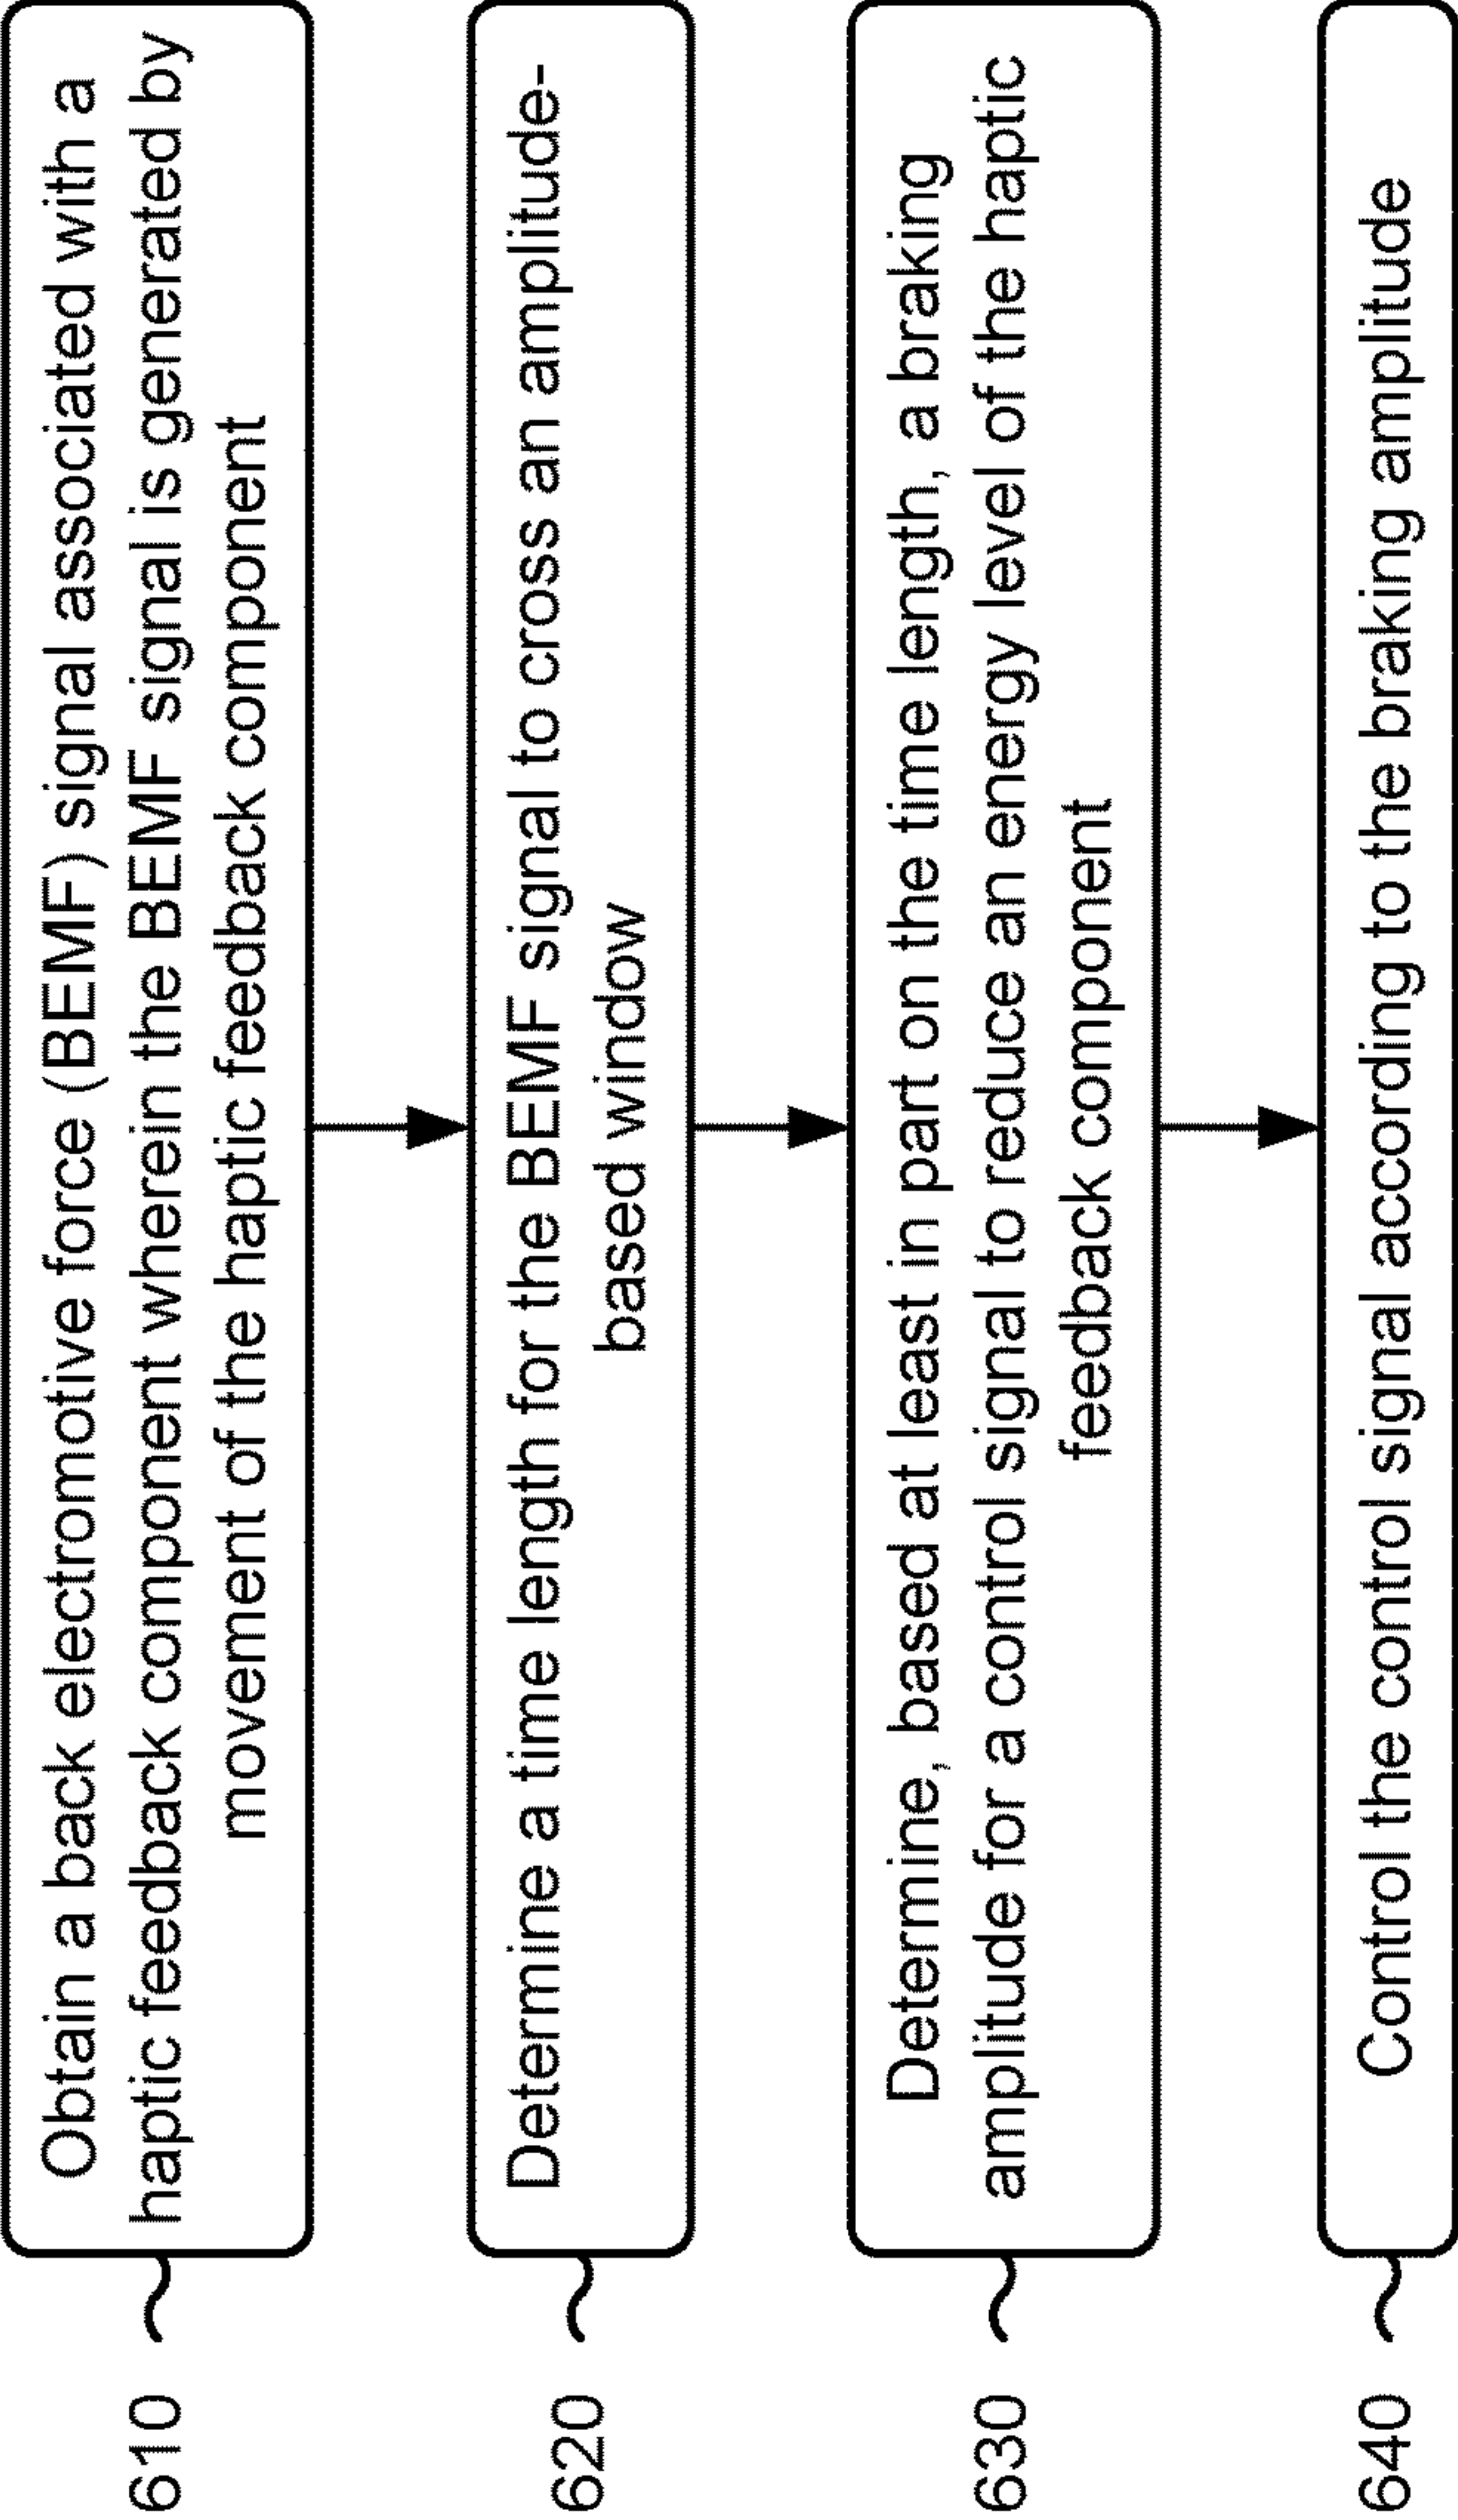 610
Obtain a back electromotive force (BEMF) signal associated with a
haptic feedback component wherein the BEMF signal is generated by
movement of the haptic feedback component
620
Determine a time length for the BEMF signal to cross an amplitude-
based window
630
Determine, based at least in part on the time length, a braking
amplitude for a control signal to reduce an energy level of the haptic
feedback component
640
Control the control signal according to the braking amplitude